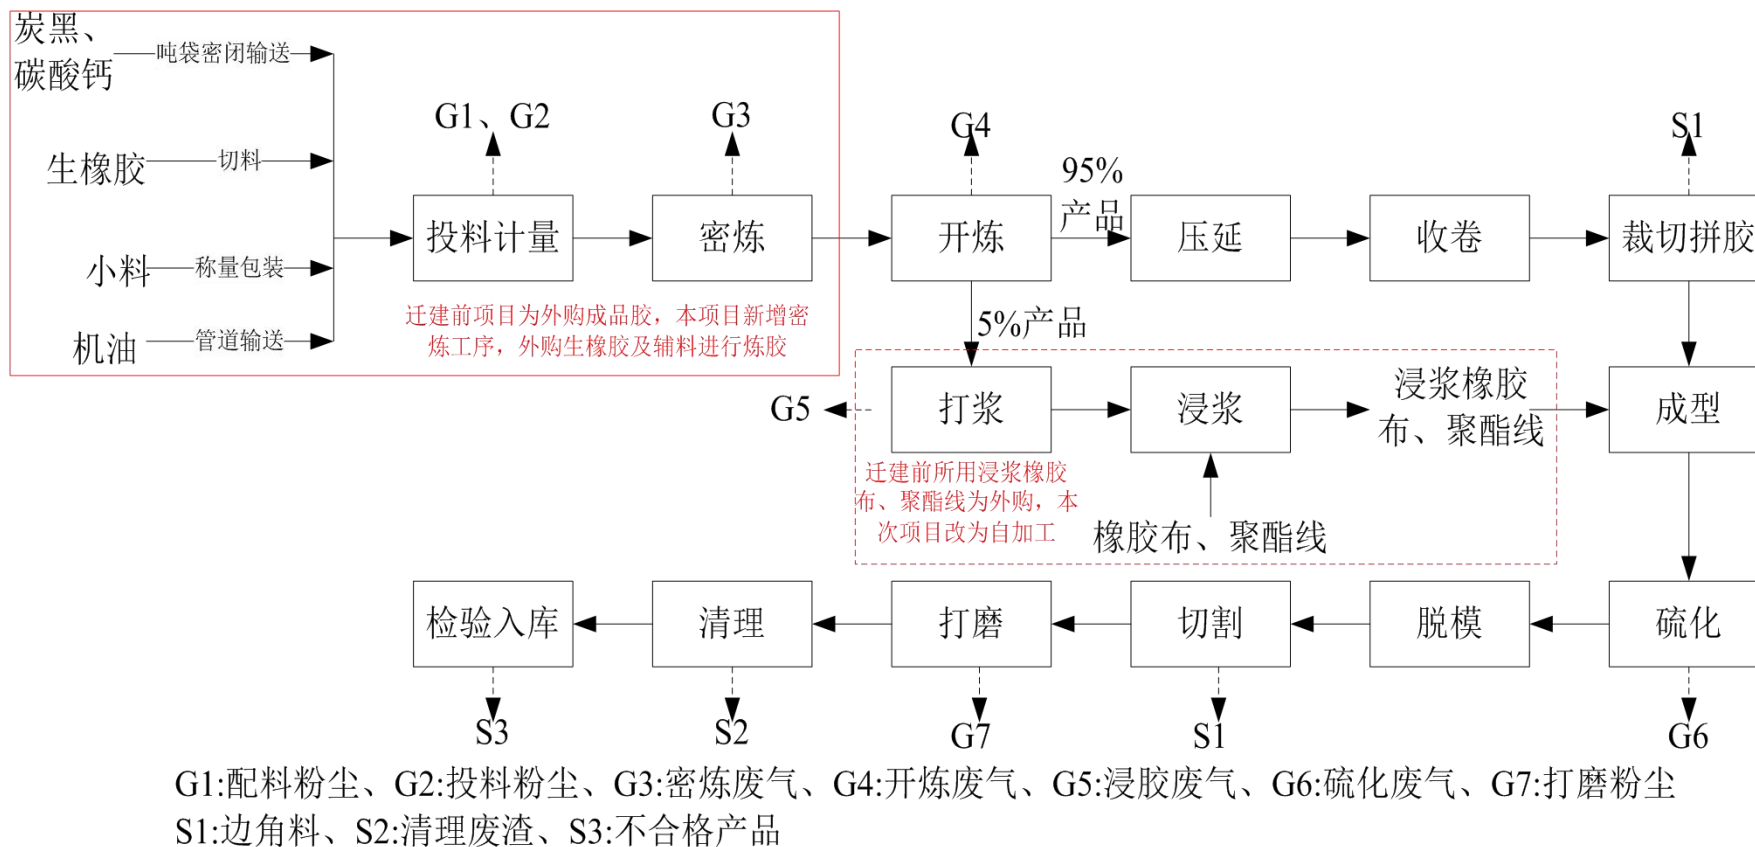 炭黑、
碳酸钙
吨袋密闭输送
生橡胶
切料
小料
称量包装
机油
管道输送
G1、G2
G3
G4
S1
投料计量
密炼
开炼
95%
产品
压延
收卷
裁切拼胶
迁建前项目为外购成品胶，本项目新增密
炼工序，外购生橡胶及辅料进行炼胶
5%产品
G5
打浆
浸浆
浸浆橡胶
布、聚酯线
成型
迁建前所用浸浆橡胶
布、聚酯线为外购，本
次项目改为自加工
橡胶布、聚酯线
检验入库
清理
打磨
切割
脱模
硫化
S3
S2
G7
S1
G6
G1:配料粉尘、G2:投料粉尘、G3:密炼废气、G4:开炼废气、G5:浸胶废气、G6:硫化废气、G7:打磨粉尘
S1:边角料、S2:清理废渣、S3:不合格产品